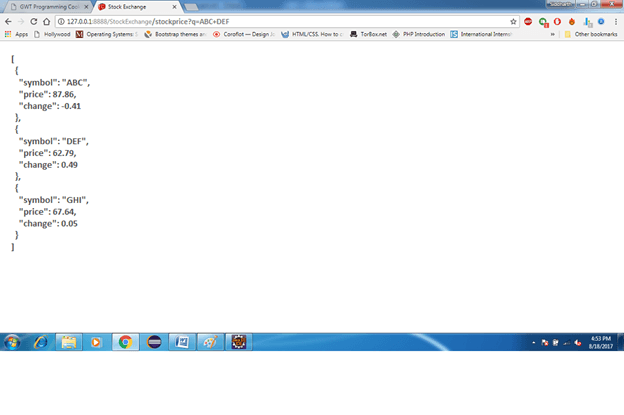 GWT Programming Cook
Stock Exchange
Siddharth
127.0.0.1:8888/StockExchange/stockprice?q=ABC+DEF
Apps
Hollywood
Operating Systems
Bootstrap themes an
Coroflot — Design Jo
HTML/CSS. How to c
TorBox.net
PHP Introduction
International Internst
»
Other bookmarks
[
{
"symbol": "ABC",
"price": 87.86,
"change": -0.41
},
{
"symbol": "DEF",
"price": 62.79,
"change": 0.49
},
{
"symbol": "GHI",
"price": 67.64,
"change": 0.05
}
]
4:53 PM
8/18/2017